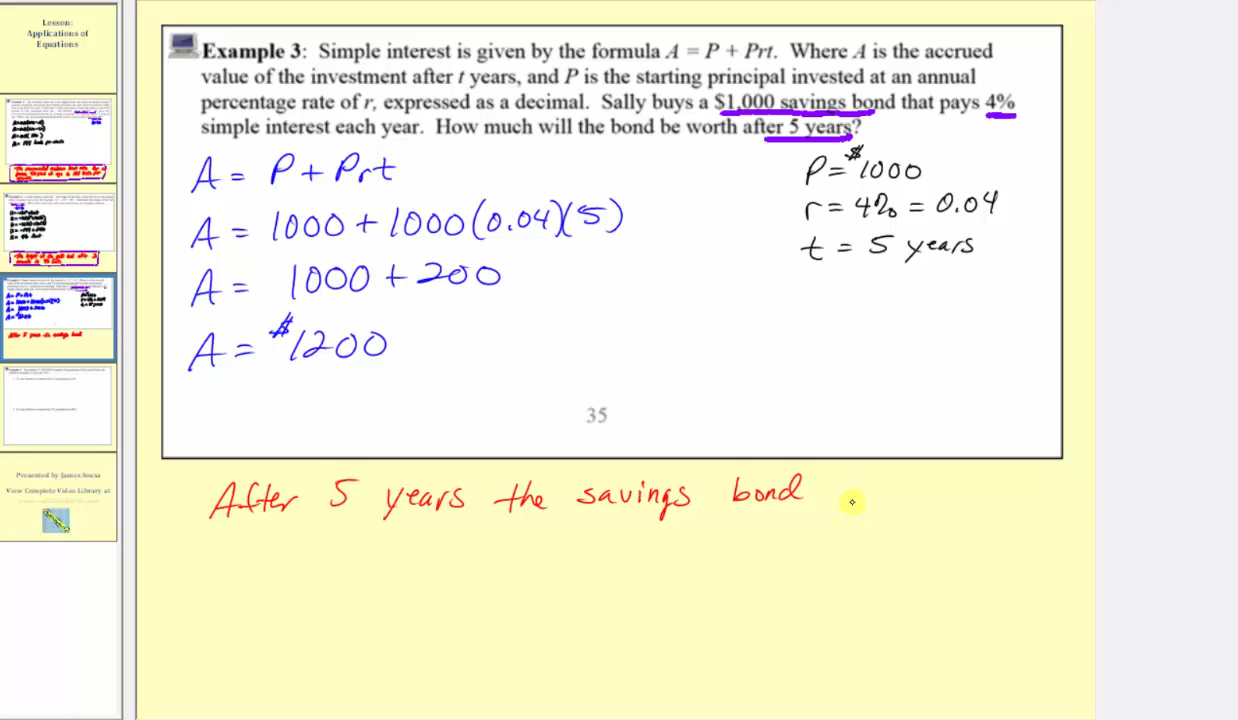 Lesson:
Applications of
Equations
Example 3: Simple interest is given by the formula A = P + Prt. Where A is the accrued
value of the investment after t years, and P is the starting principal invested at an annual
percentage rate of r, expressed as a decimal. Sally buys a $1,000 savings bond that pays 4%
simple interest each year. How much will the bond be worth after 5 years?
A = P + Prt
A = 1000 + 1000(0.04)(5)
A = 1000 + 200
A = $1200
P = $1000
r = 4% = 0.04
t = 5 years
35
After 5 years the savings bond
Presented by James Sousa
View Complete Video Library at